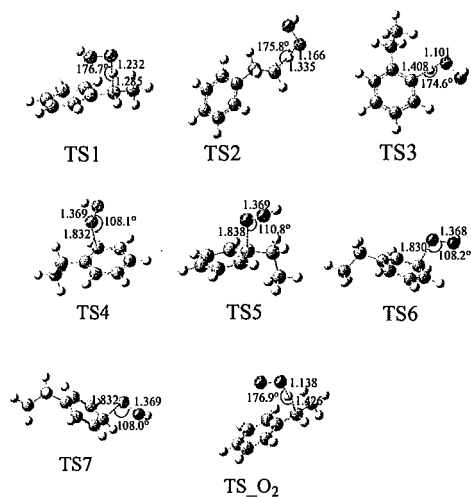 176.7° 1.232
1.285
TS1
175.8° 1.166
1.335
TS2
1.408 1.101
174.6°
TS3
1.369
1.832 108.1°
TS4
1.369
1.838 110.8°
TS5
1.368
1.830 108.2°
TS6
1.832 1.369
108.0°
TS7
1.138
176.9° 1.426
TS_O₂